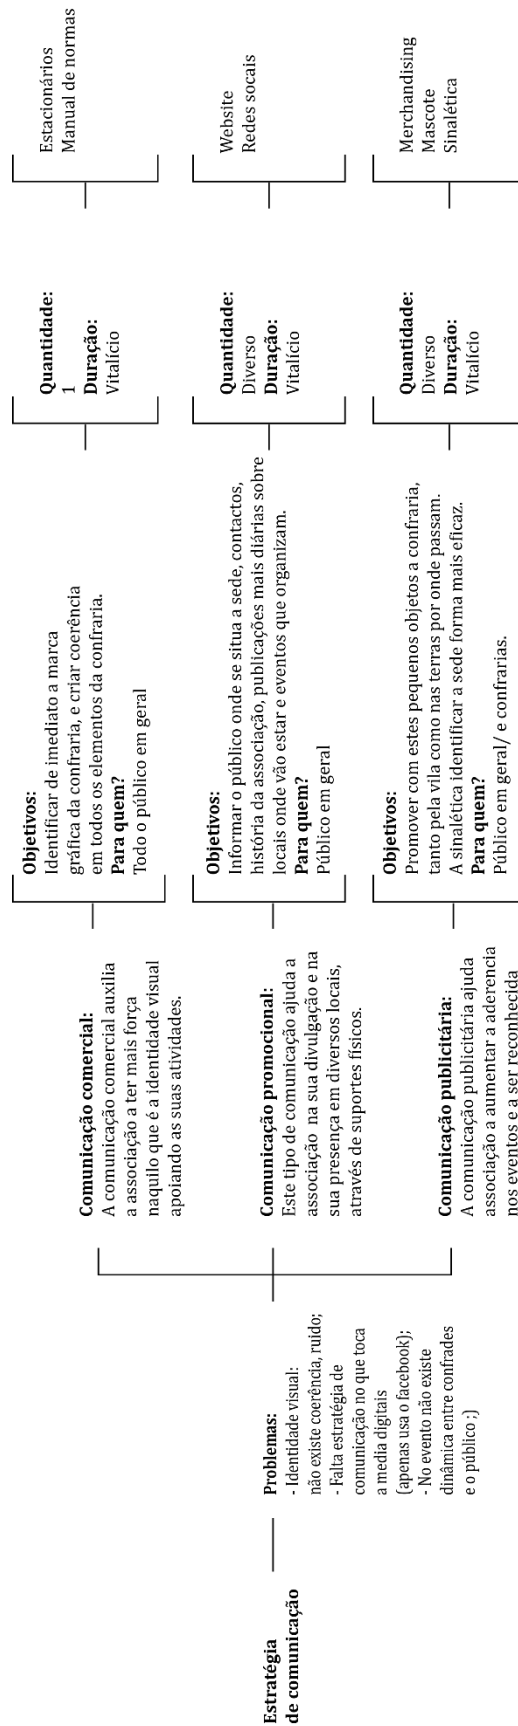 Estratégia
de comunicação
Problemas:
- Identidade visual:
não existe coerência, ruido;
- Falta estratégia de
comunicação no que toca
a media digitais
(apenas usa o facebook);
- No evento não existe
dinâmica entre confrades
e o público ;)
Comunicação comercial:
A comunicação comercial auxilia
a associação a ter mais força
naquilo que é a identidade visual
apoiando as suas atividades.
Objetivos:
Identificar de imediato a marca
gráfica da confraria, e criar coerência
em todos os elementos da confraria.
Para quem?
Todo o público em geral
Quantidade:
1
Duração:
Vitalício
Estacionários
Manual de normas
Comunicação promocional:
Este tipo de comunicação ajuda a
associação na sua divulgação e na
sua presença em diversos locais,
através de suportes físicos.
Objetivos:
Informar o público onde se situa a sede, contactos,
história da associação, publicações mais diárias sobre
locais onde vão estar e eventos que organizam.
Para quem?
Público em geral
Quantidade:
Diverso
Duração:
Vitalício
Website
Redes socais
Comunicação publicitária:
A comunicação publicitária ajuda
associação a aumentar a aderencia
nos eventos e a ser reconhecida
Objetivos:
Promover com estes pequenos objetos a confraria,
tanto pela vila como nas terras por onde passam.
A sinalética identificar a sede forma mais eficaz.
Para quem?
Público em geral/ e confrarias.
Quantidade:
Diverso
Duração:
Vitalício
Merchandising
Mascote
Sinalética